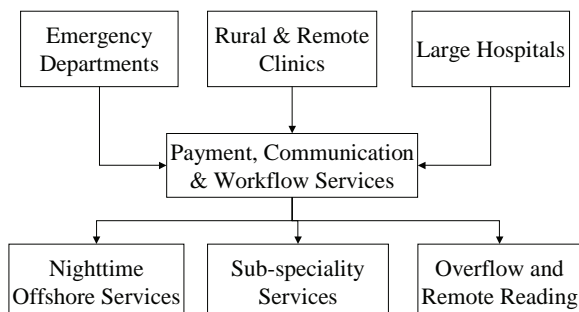 Emergency
Departments
Rural & Remote
Clinics
Large Hospitals
Payment, Communication
& Workflow Services
Nighttime
Offshore Services
Sub-speciality
Services
Overflow and
Remote Reading